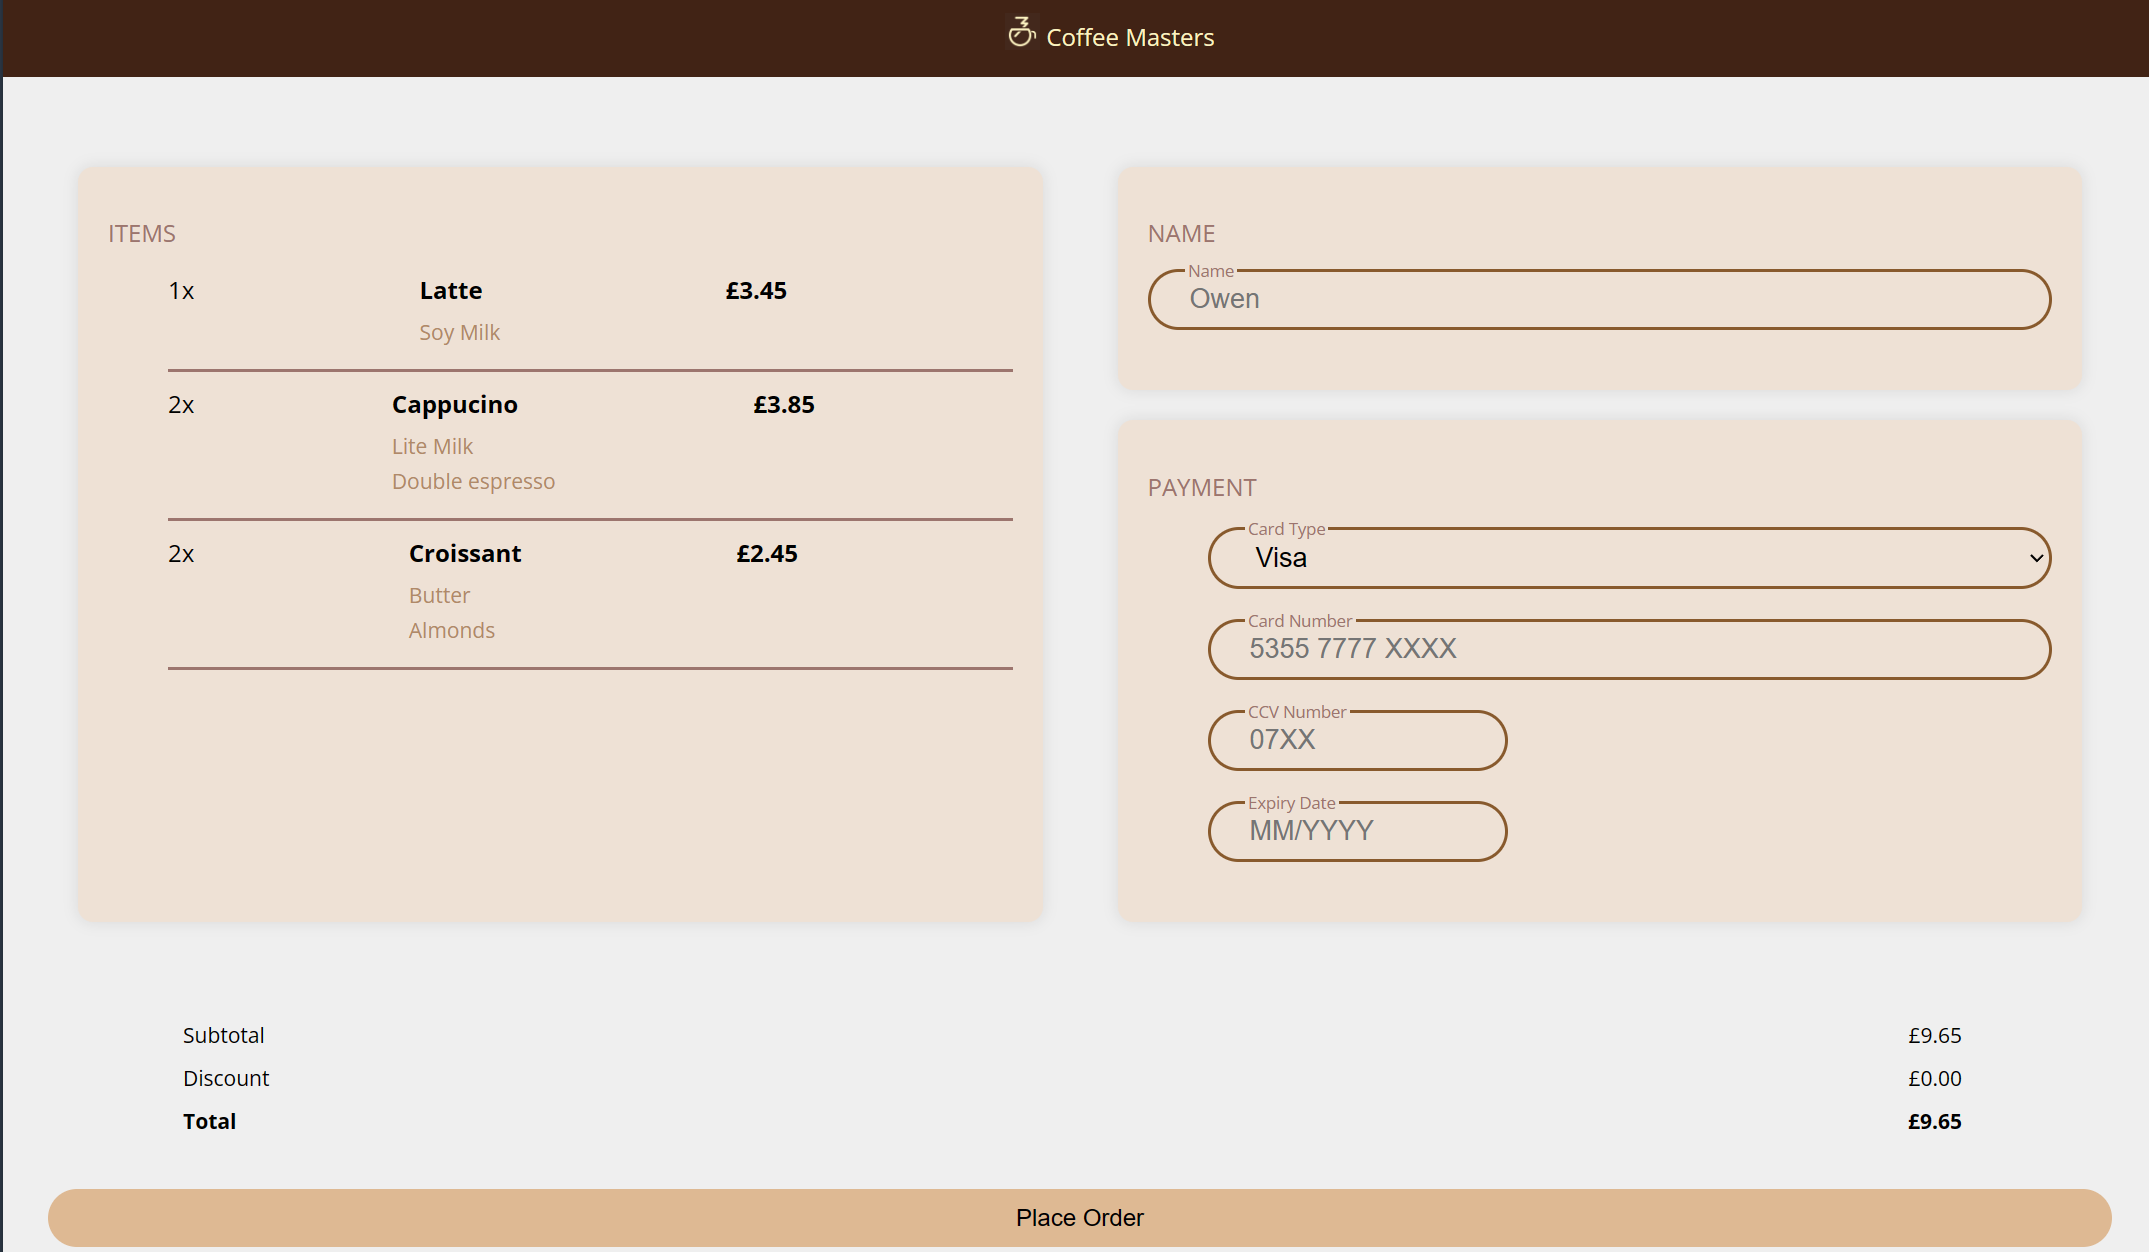 Coffee Masters
ITEMS
1x Latte £3.45
Soy Milk
2x Cappucino £3.85
Lite Milk
Double espresso
2x Croissant £2.45
Butter
Almonds
NAME
Name
Owen
PAYMENT
Card Type
Visa
Card Number
5355 7777 XXXX
CCV Number
07XX
Expiry Date
MM/YYYY
Subtotal £9.65
Discount £0.00
Total £9.65
Place Order